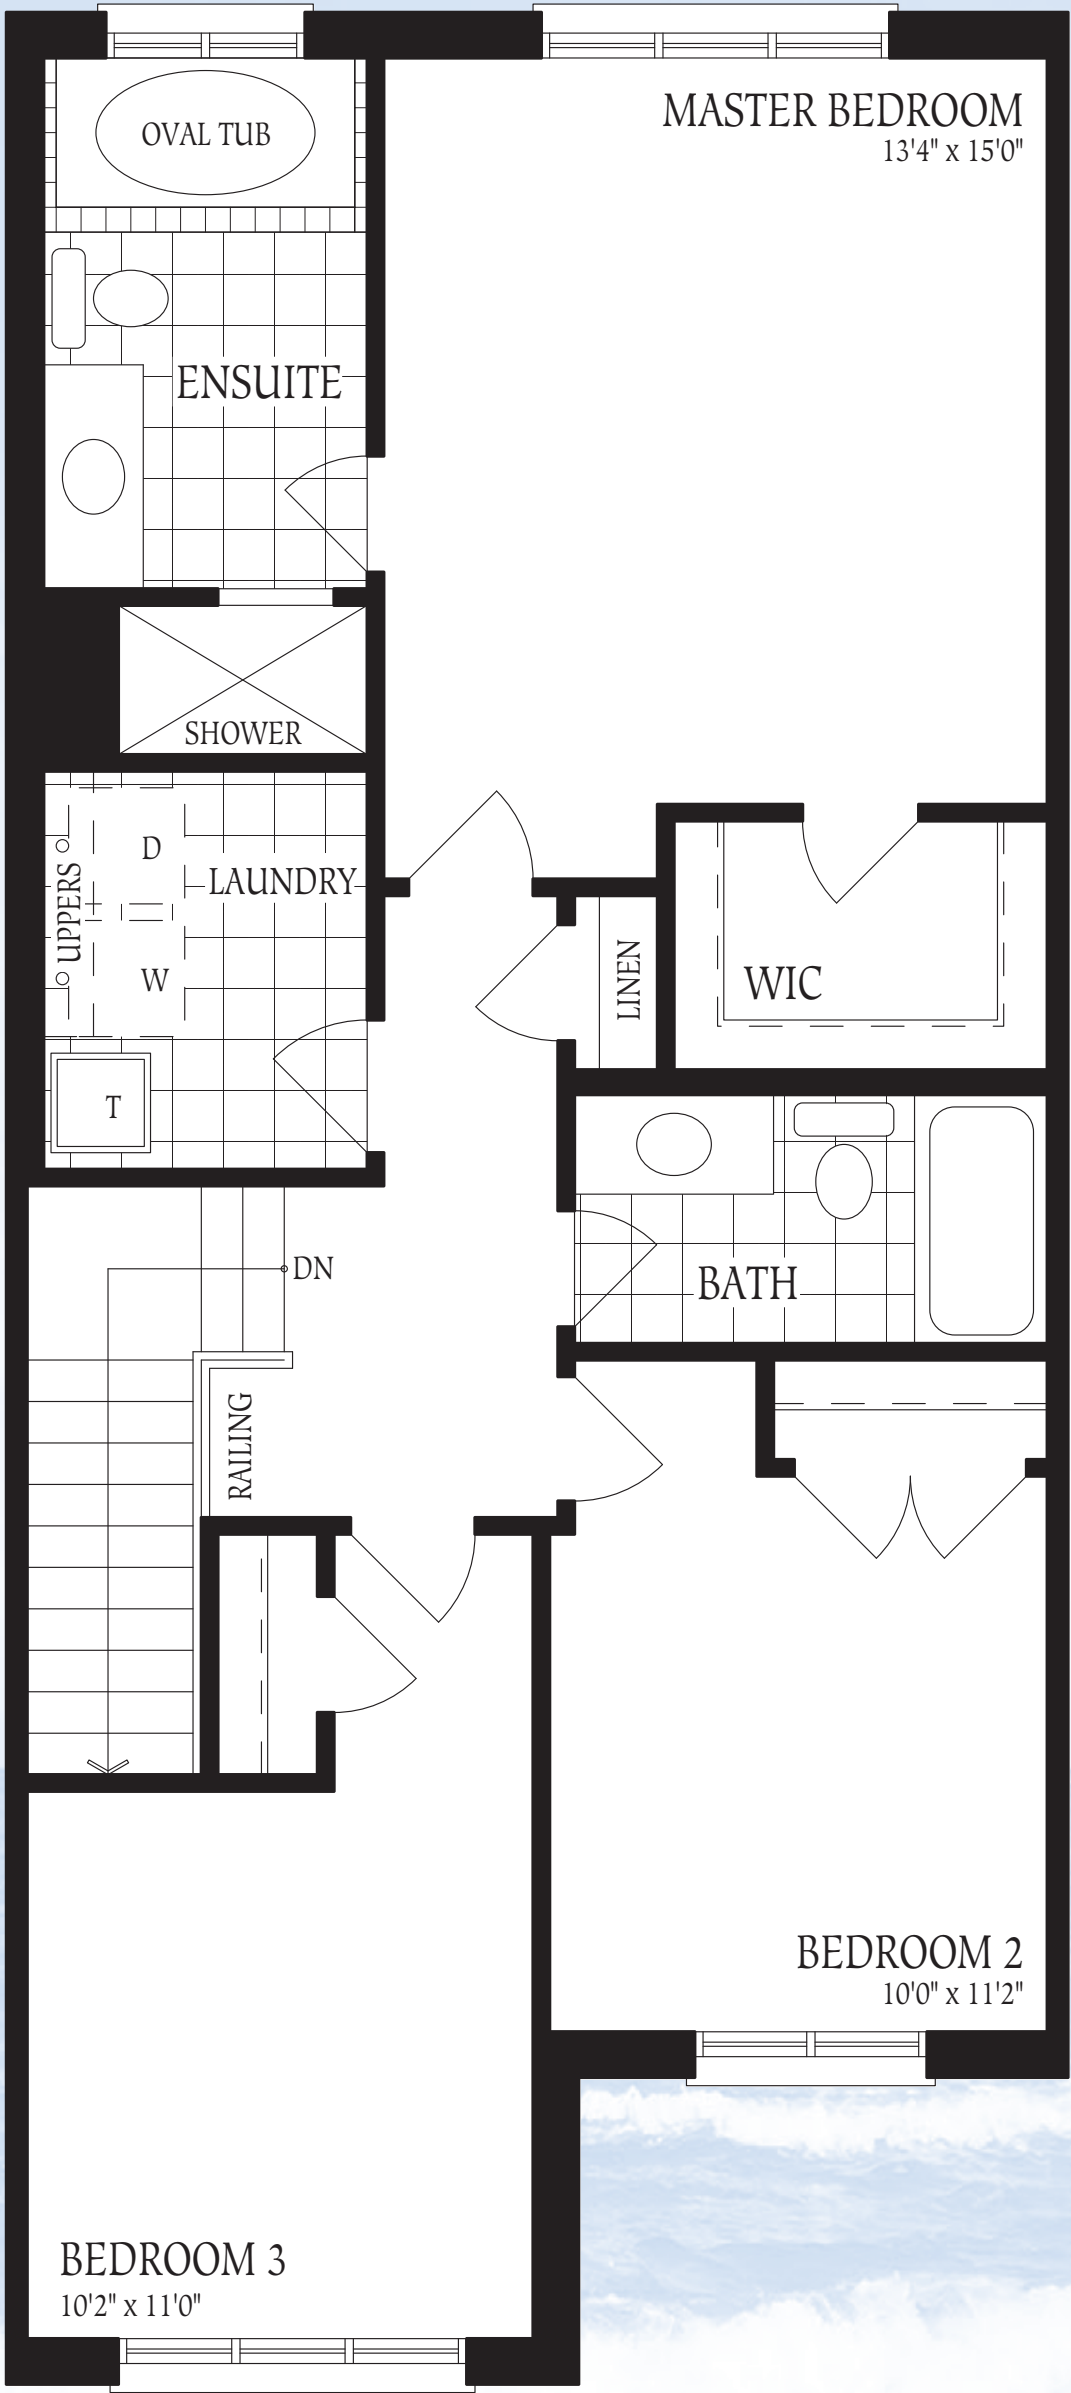 OVAL TUB
MASTER BEDROOM
13'4" x 15'0"
ENSUITE
SHOWER
D
UPPERS
LAUNDRY
W
LINEN
WIC
T
DN
BATH
RAILING
BEDROOM 2
10'0" x 11'2"
BEDROOM 3
10'2" x 11'0"